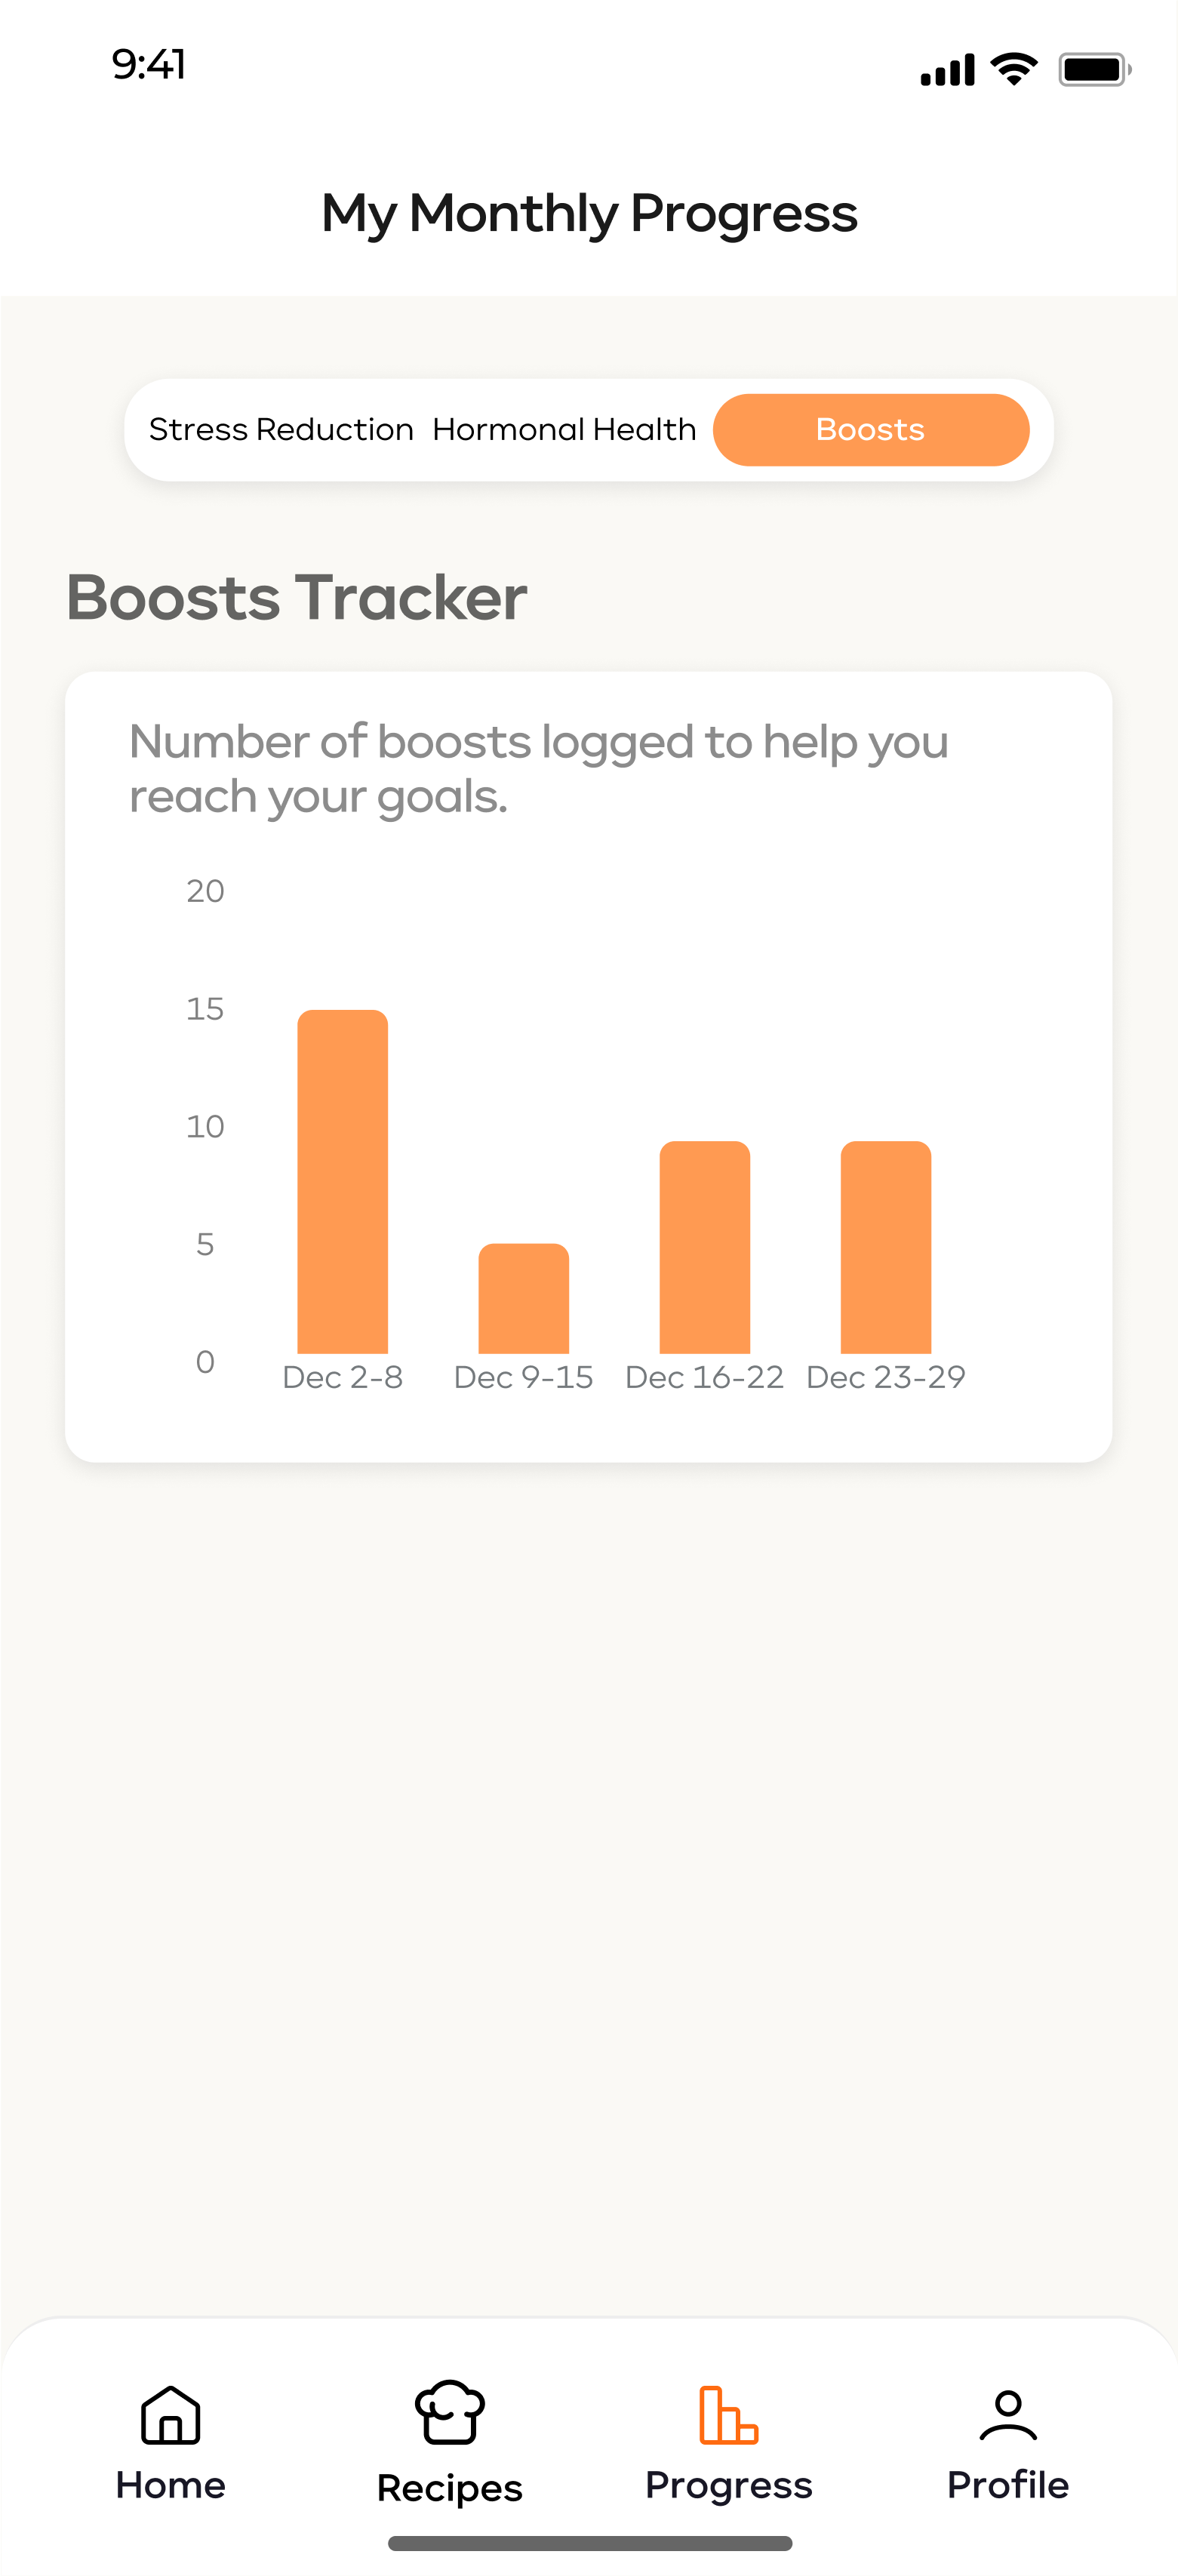 9:41
My Monthly Progress
Stress Reduction Hormonal Health Boosts
Boosts Tracker
Number of boosts logged to help you
reach your goals.
20
15
10
5
0
Dec 2-8 Dec 9-15 Dec 16-22 Dec 23-29
Home Recipes Progress Profile